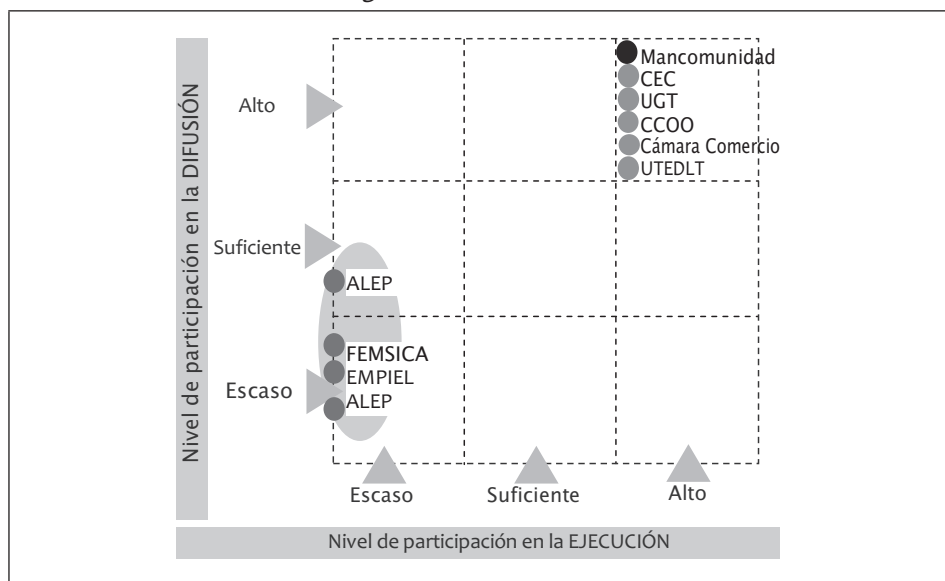 Nivel de participación en la DIFUSIÓN
Alto
Mancomunidad
CEC
UGT
CCOO
Cámara Comercio
UTEDLT
Suficiente
ALEP
FEMSICA
EMPIEL
Escaso
ALEP
Escaso
Suficiente
Alto
Nivel de participación en la EJECUCIÓN